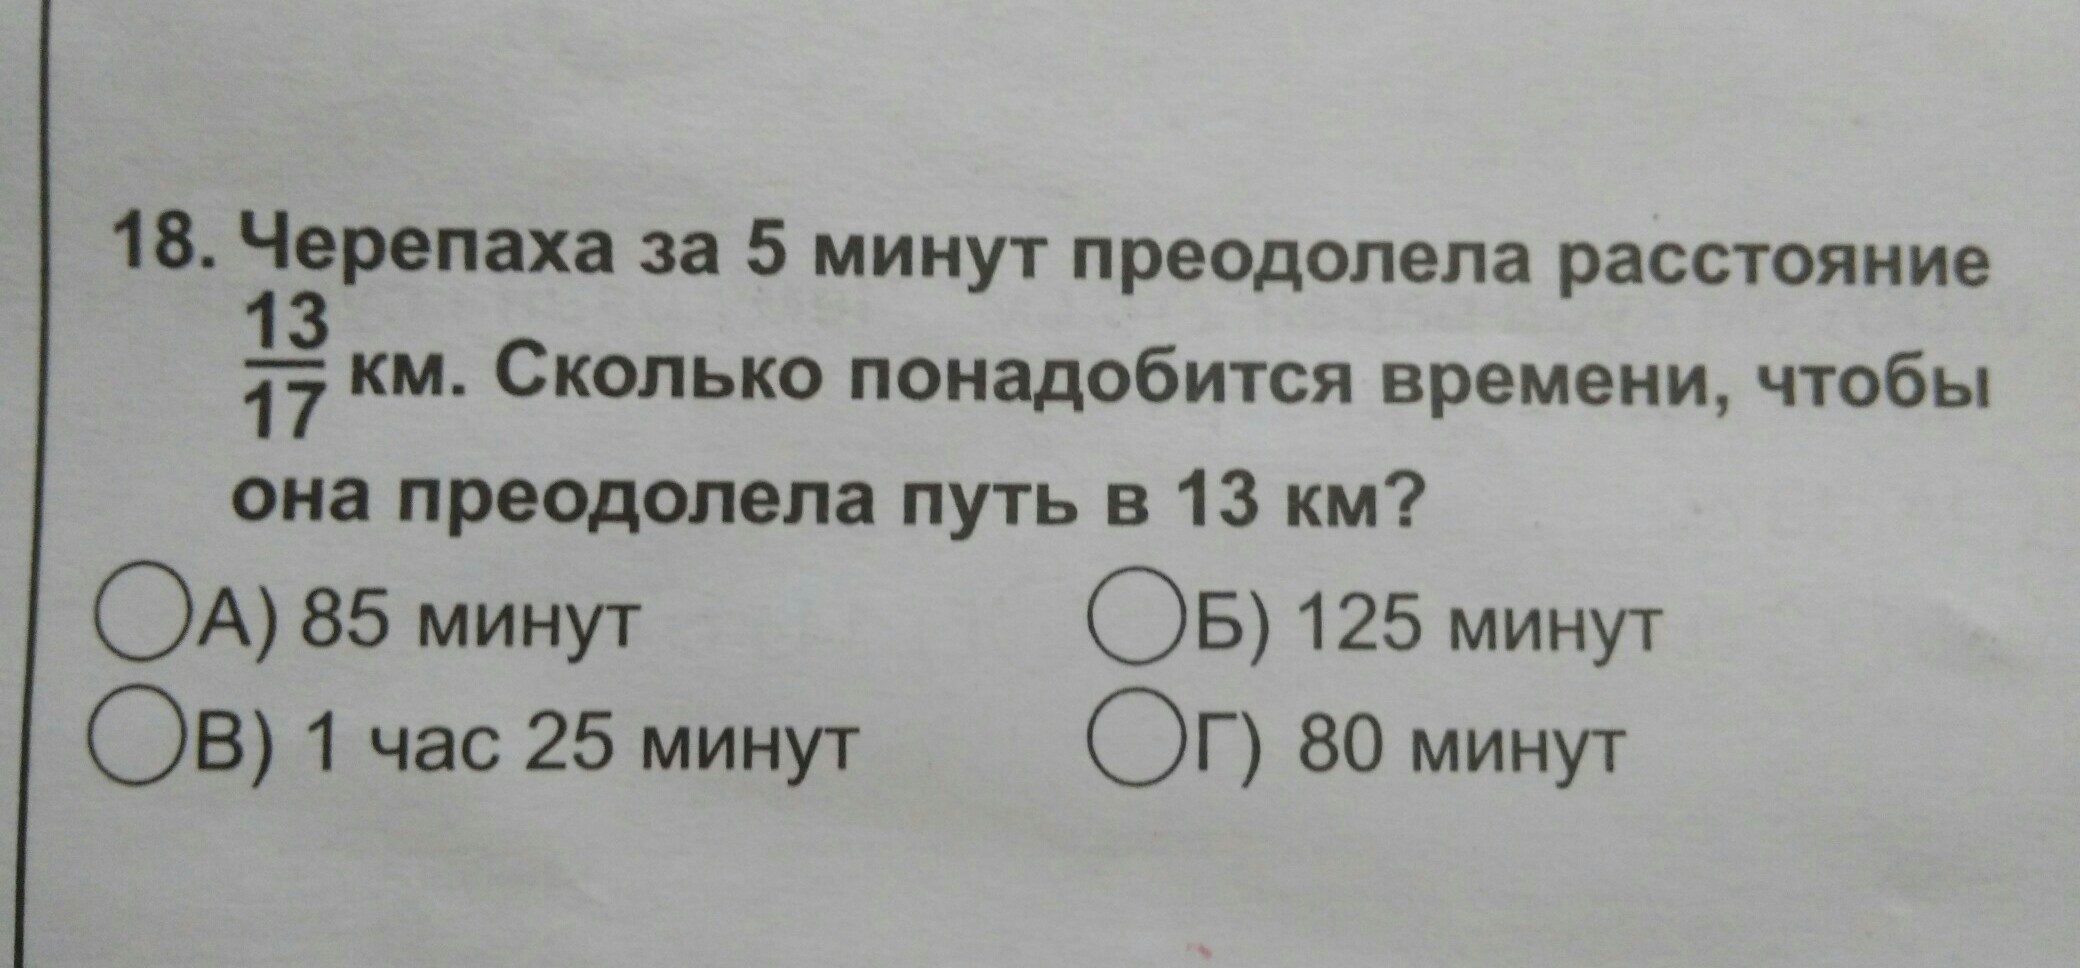 18. Черепаха за 5 минут преодолела расстояние
13/17 км. Сколько понадобится времени, чтобы
она преодолела путь в 13 км?
А) 85 минут Б) 125 минут
В) 1 час 25 минут Г) 80 минут